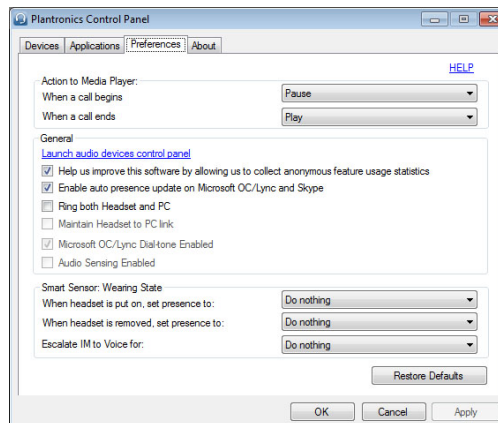 Plantronics Control Panel
Devices Applications Preferences About
HELP
Action to Media Player:
When a call begins Pause
When a call ends Play
General
Launch audio devices control panel
Help us improve this software by allowing us to collect anonymous feature usage statistics
Enable auto presence update on Microsoft OC/Lync and Skype
Ring both Headset and PC
Maintain Headset to PC link
Microsoft OC/Lync Dial-tone Enabled
Audio Sensing Enabled
Smart Sensor: Wearing State
When headset is put on, set presence to: Do nothing
When headset is removed, set presence to: Do nothing
Escalate IM to Voice for: Do nothing
Restore Defaults
OK Cancel Apply